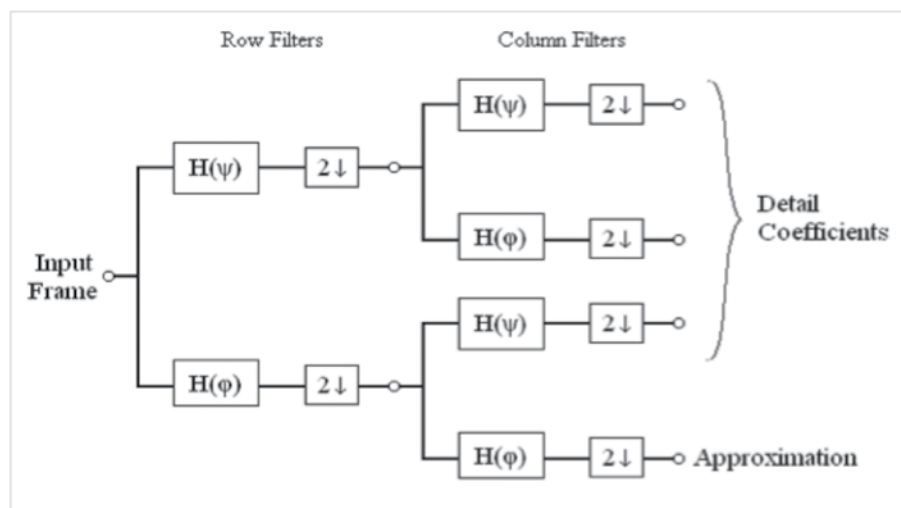 Row Filters
Column Filters
H(ψ)
2↓
H(ψ)
2↓
H(φ)
2↓
Detail
Coefficients
Input
Frame
H(ψ)
2↓
H(φ)
2↓
H(φ)
2↓
Approximation